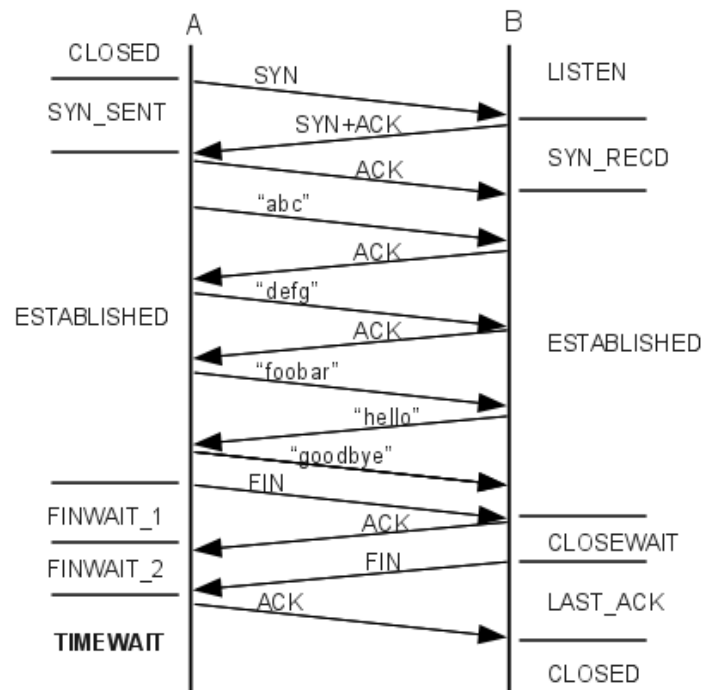 A
B
CLOSED
SYN
LISTEN
SYN_SENT
SYN+ACK
SYN_RECD
ACK
“abc”
ACK
“defg”
ESTABLISHED
ACK
ESTABLISHED
“foobar”
“hello”
“goodbye”
FIN
FINWAIT_1
ACK
CLOSEWAIT
FIN
FINWAIT_2
ACK
LAST_ACK
TIMEWAIT
CLOSED